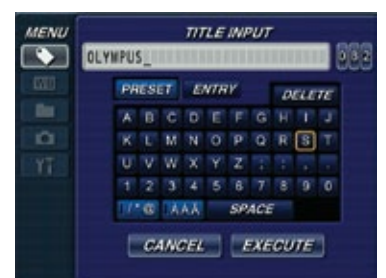 MENU TITLE INPUT
OLYMPUS_ 032
PRESET ENTRY DELETE
A B C D E F G H I J
K L M N O P Q R S T
U V W X Y Z
1 2 3 4 5 6 7 8 9 0
SPACE
CANCEL EXECUTE